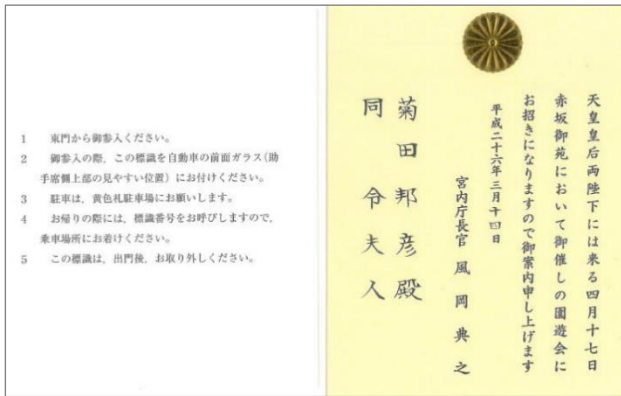 1 東門から御参入ください。
2 御参入の際,この標識を自動車の前面ガラス(助
手席側上部の見やすい位置)にお付けください。
3 駐車は,黄色札駐車場にお願いします。
4 お帰りの際には,標識番号をお呼びしますので,
乗車場所にお着けください。
5 この標識は,出門後,お取り外しください。
天皇皇后両陛下には来る四月十七日
赤坂御苑において御催しの園遊会に
お招きになりますので御案内申し上げます
平成二十六年三月十四日
宮内庁長官 風岡典之
菊田邦彦殿
同 令夫人